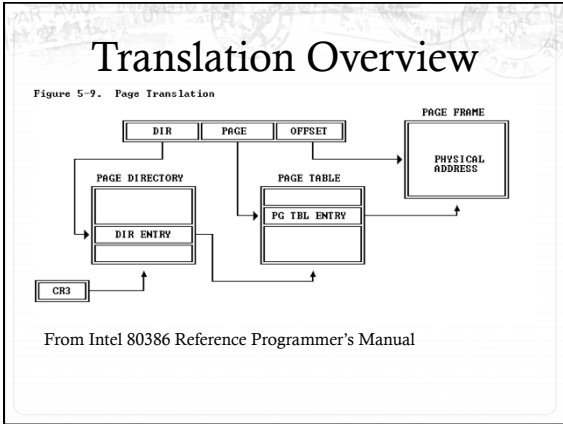 Translation Overview
Figure 5-9. Page Translation
PAGE FRAME
DIR PAGE OFFSET
PHYSICAL
ADDRESS
PAGE DIRECTORY PAGE TABLE
PG TBL ENTRY
DIR ENTRY
CR3
From Intel 80386 Reference Programmer's Manual